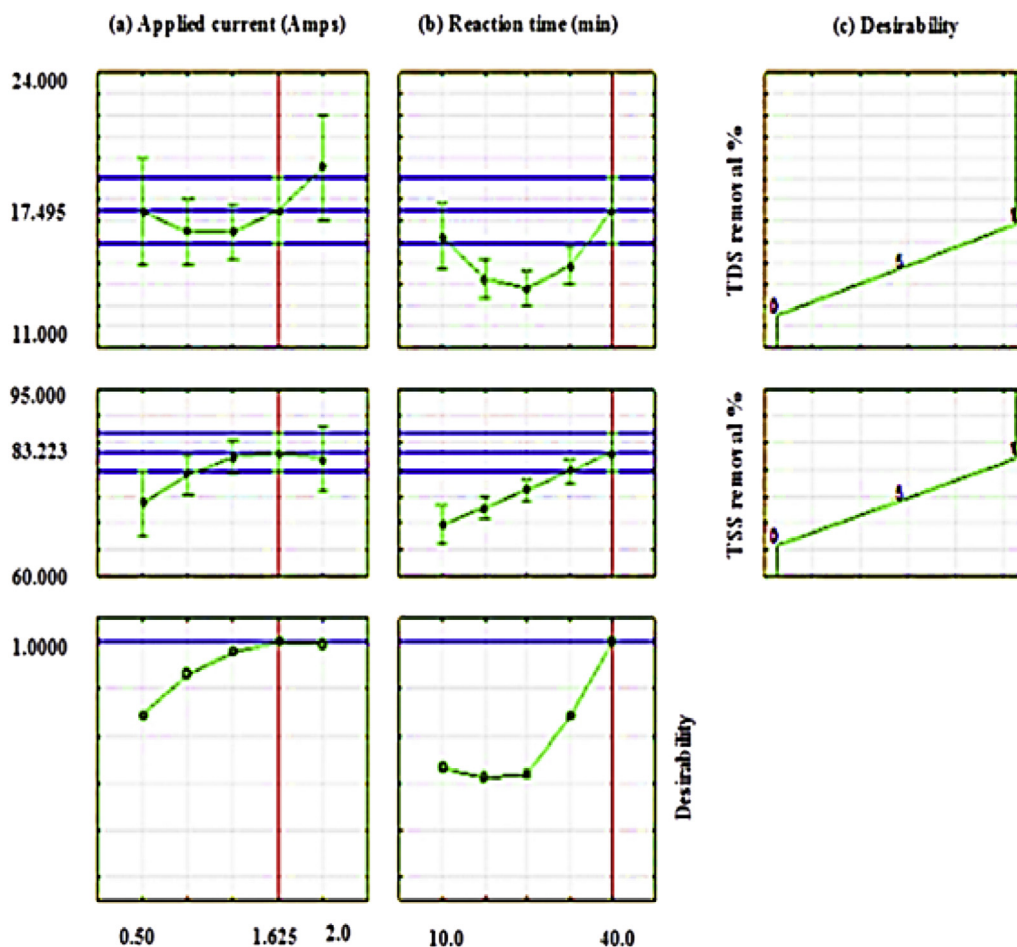 (a) Applied current (Amps) (b) Reaction time (min) (c) Desirability
24.000
17.495
11.000
TDS removal %
95.000
83.223
60.000
TSS removal %
1.0000
Desirability
0.50 1.625 2.0 10.0 40.0